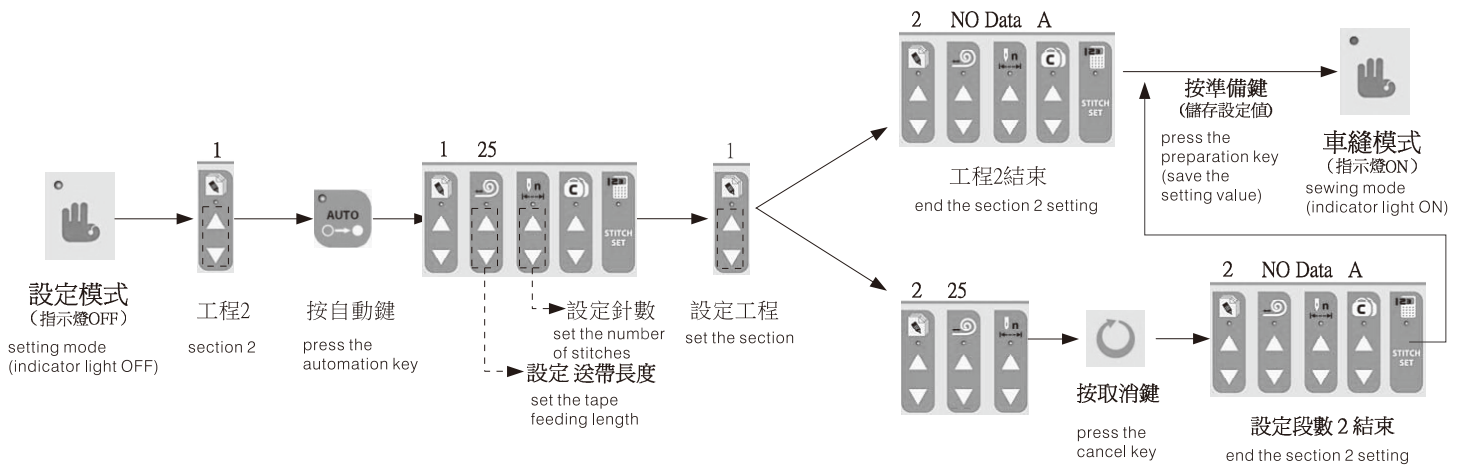 設定模式
（指示燈OFF）
setting mode
(indicator light OFF)
1
工程2
section 2
AUTO
按自動鍵
press the
automation key
1 25
n
C
123
STITCH
SET
設定針數
set the number
of stitches
設定 送帶長度
set the tape
feeding length
1
設定工程
set the section
2 NO Data A
n
C
123
STITCH
SET
工程2結束
end the section 2 setting
按準備鍵
(儲存設定值)
press the
preparation key
(save the
setting value)
車縫模式
（指示燈ON）
sewing mode
(indicator light ON)
2 25
n
按取消鍵
press the
cancel key
2 NO Data A
n
C
123
STITCH
SET
設定段數 2 結束
end the section 2 setting